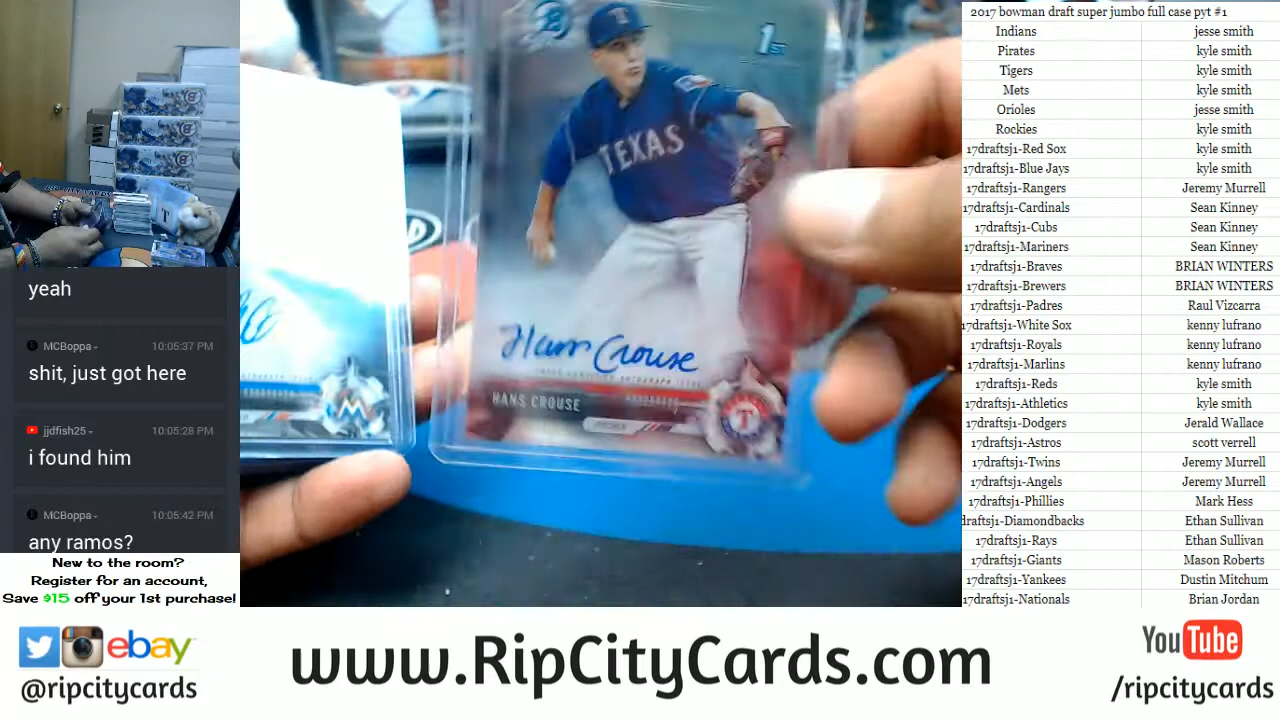 yeah
MCBoppa 10:05:37 PM
shit, just got here
jjdfish25 10:05:28 PM
i found him
MCBoppa 10:05:42 PM
any ramos?
New to the room?
Register for an account,
Save $15 off your 1st purchase!
1st
T
TEXAS
Hans Crouse
HANS CROUSE
PITCHER
T
M
2017 bowman draft super jumbo full case pyt #1
Indians jesse smith
Pirates kyle smith
Tigers kyle smith
Mets kyle smith
Orioles jesse smith
Rockies kyle smith
17draftsj1-Red Sox kyle smith
17draftsj1-Blue Jays kyle smith
17draftsj1-Rangers Jeremy Murrell
17draftsj1-Cardinals Sean Kinney
17draftsj1-Cubs Sean Kinney
17draftsj1-Mariners Sean Kinney
17draftsj1-Braves BRIAN WINTERS
17draftsj1-Brewers BRIAN WINTERS
17draftsj1-Padres Raul Vizcarra
17draftsj1-White Sox kenny lufrano
17draftsj1-Royals kenny lufrano
17draftsj1-Marlins kenny lufrano
17draftsj1-Reds kyle smith
17draftsj1-Athletics kyle smith
17draftsj1-Dodgers Jerald Wallace
17draftsj1-Astros scott verrell
17draftsj1-Twins Jeremy Murrell
17draftsj1-Angels Jeremy Murrell
17draftsj1-Phillies Mark Hess
draftsj1-Diamondbacks Ethan Sullivan
17draftsj1-Rays Ethan Sullivan
17draftsj1-Giants Mason Roberts
17draftsj1-Yankees Dustin Mitchum
17draftsj1-Nationals Brian Jordan
ebay
@ripcitycards
www.RipCityCards.com
YouTube
/ripcitycards